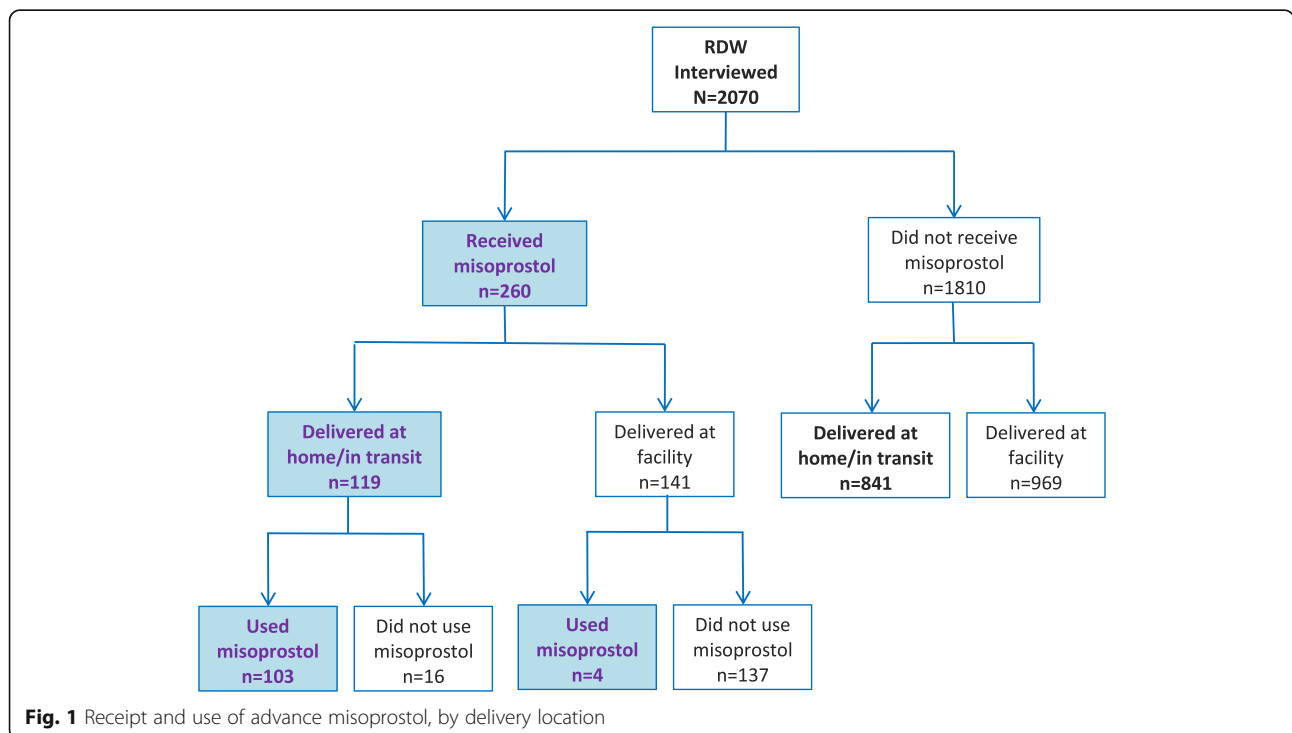 RDW
Interviewed
N=2070
Received
misoprostol
n=260
Did not receive
misoprostol
n=1810
Delivered at
home/in transit
n=119
Delivered at
facility
n=141
Delivered at
home/in transit
n=841
Delivered at
facility
n=969
Used
misoprostol
n=103
Did not use
misoprostol
n=16
Used
misoprostol
n=4
Did not use
misoprostol
n=137
Fig. 1 Receipt and use of advance misoprostol, by delivery location